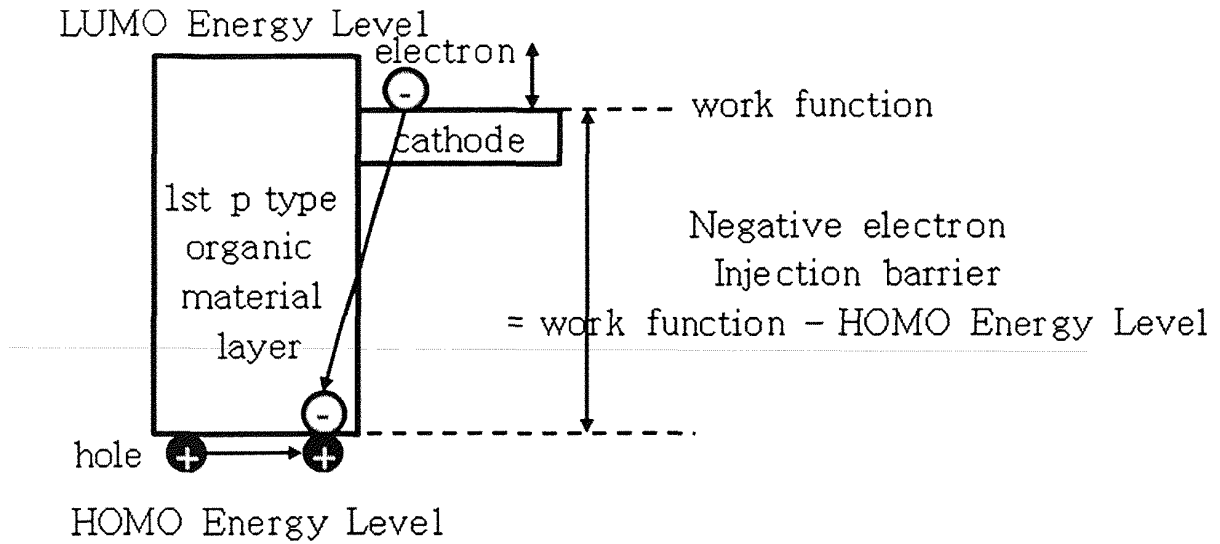 LUMO Energy Level
electron
-
work function
cathode
1st p type
organic
material
layer
Negative electron
Injection barrier
= work function - HOMO Energy Level
-
hole
+
+
HOMO Energy Level